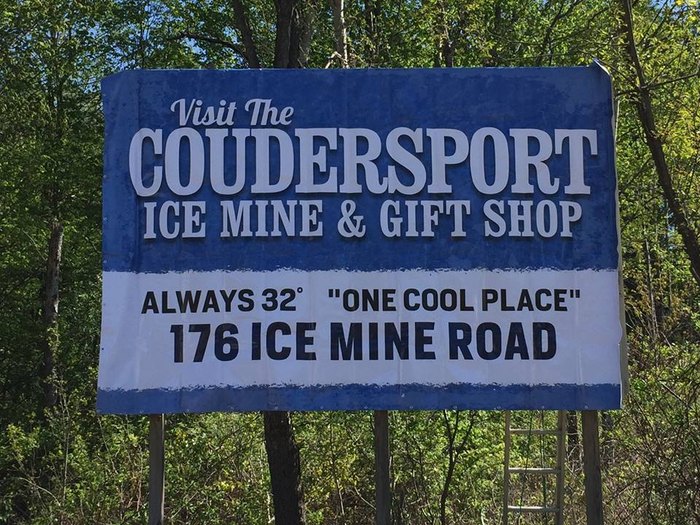 Visit The
COUDERSPORT
ICE MINE & GIFT SHOP
ALWAYS 32° "ONE COOL PLACE"
176 ICE MINE ROAD